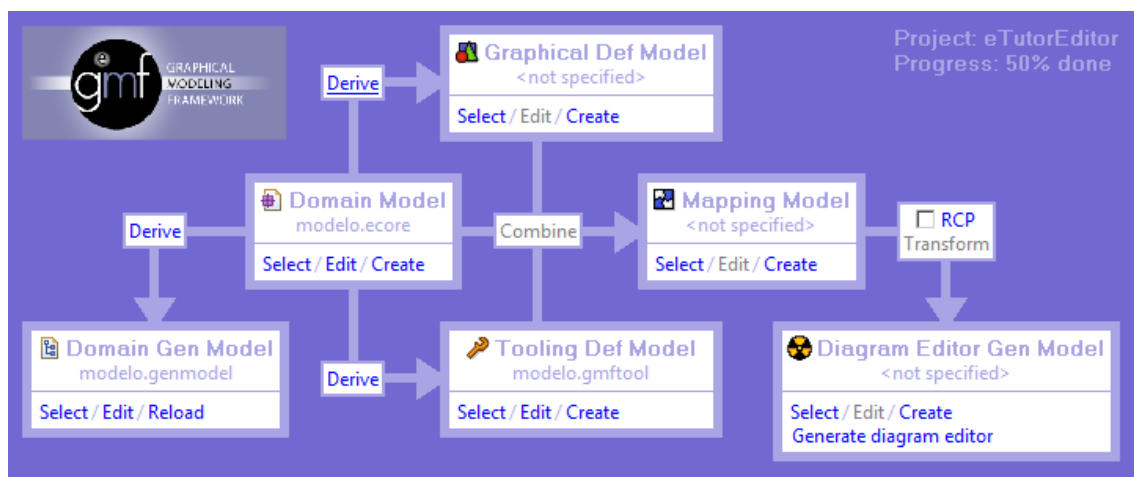 e
gmf
GRAPHICAL
MODELING
FRAMEWORK
Project: eTutorEditor
Progress: 50% done
Derive
Graphical Def Model
<not specified>
Select / Edit / Create
Derive
Domain Model
modelo.ecore
Select / Edit / Create
Combine
Mapping Model
<not specified>
Select / Edit / Create
RCP
Transform
Domain Gen Model
modelo.genmodel
Select / Edit / Reload
Derive
Tooling Def Model
modelo.gmftool
Select / Edit / Create
Diagram Editor Gen Model
<not specified>
Select / Edit / Create
Generate diagram editor